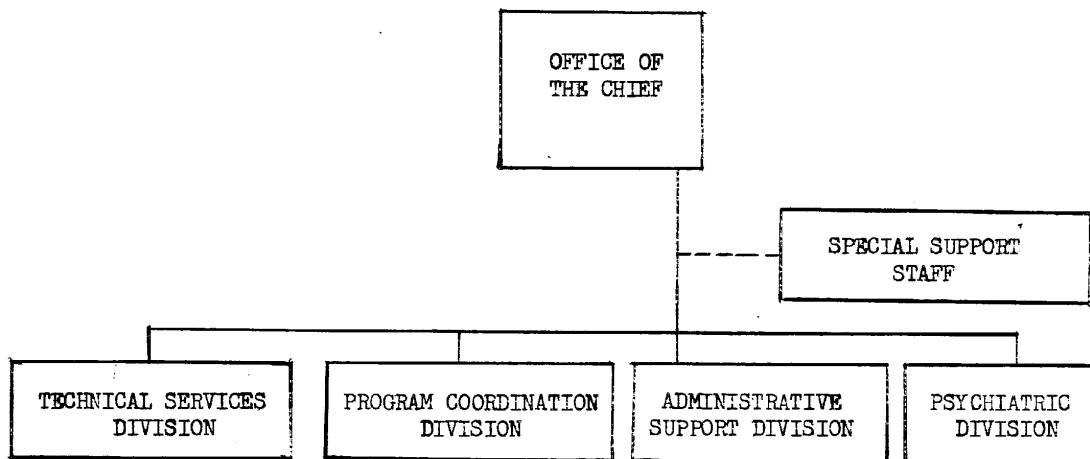 OFFICE OF
THE CHIEF
SPECIAL SUPPORT
STAFF
TECHNICAL SERVICES
DIVISION
PROGRAM COORDINATION
DIVISION
ADMINISTRATIVE
SUPPORT DIVISION
PSYCHIATRIC
DIVISION